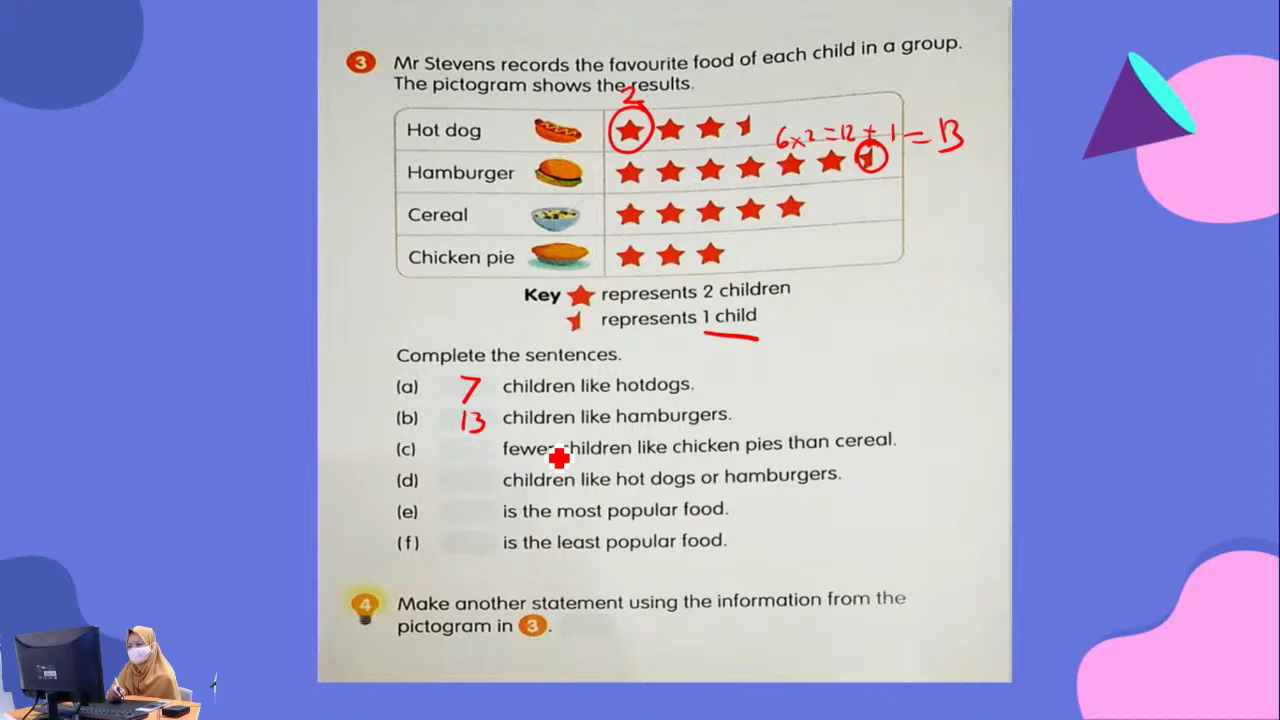 3 Mr Stevens records the favourite food of each child in a group.
The pictogram shows the results.
2
Hot dog
6x2=12+1=13
Hamburger
Cereal
Chicken pie
Key represents 2 children
represents 1 child
Complete the sentences.
(a) 7 children like hotdogs.
(b) 13 children like hamburgers.
(c) fewer children like chicken pies than cereal.
(d) children like hot dogs or hamburgers.
(e) is the most popular food.
(f) is the least popular food.
4 Make another statement using the information from the
pictogram in 3.